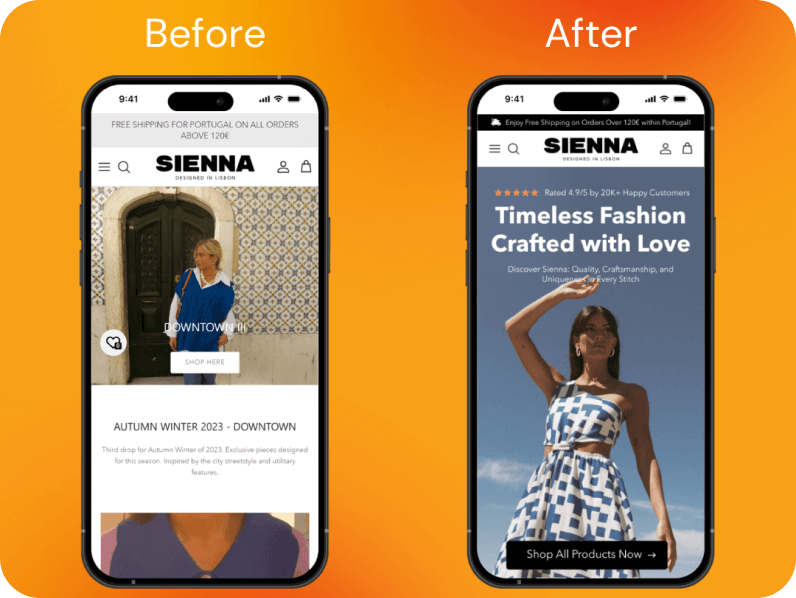 Before
After
9:41
FREE SHIPPING FOR PORTUGAL ON ALL ORDERS
ABOVE 120€
SIENNA
DESIGNED IN LISBON
DOWNTOWN III
SHOP HERE
AUTUMN WINTER 2023 - DOWNTOWN
Third drop for Autumn Winter of 2023. Exclusive pieces designed
for this season. Inspired by the city streetstyle and utilitary
features.
9:41
Enjoy Free Shipping on Orders Over 120€ within Portugal!
SIENNA
DESIGNED IN LISBON
Rated 4.9/5 by 20K+ Happy Customers
Timeless Fashion
Crafted with Love
Discover Sienna: Quality, Craftsmanship, and
Uniqueness in Every Stitch
Shop All Products Now →